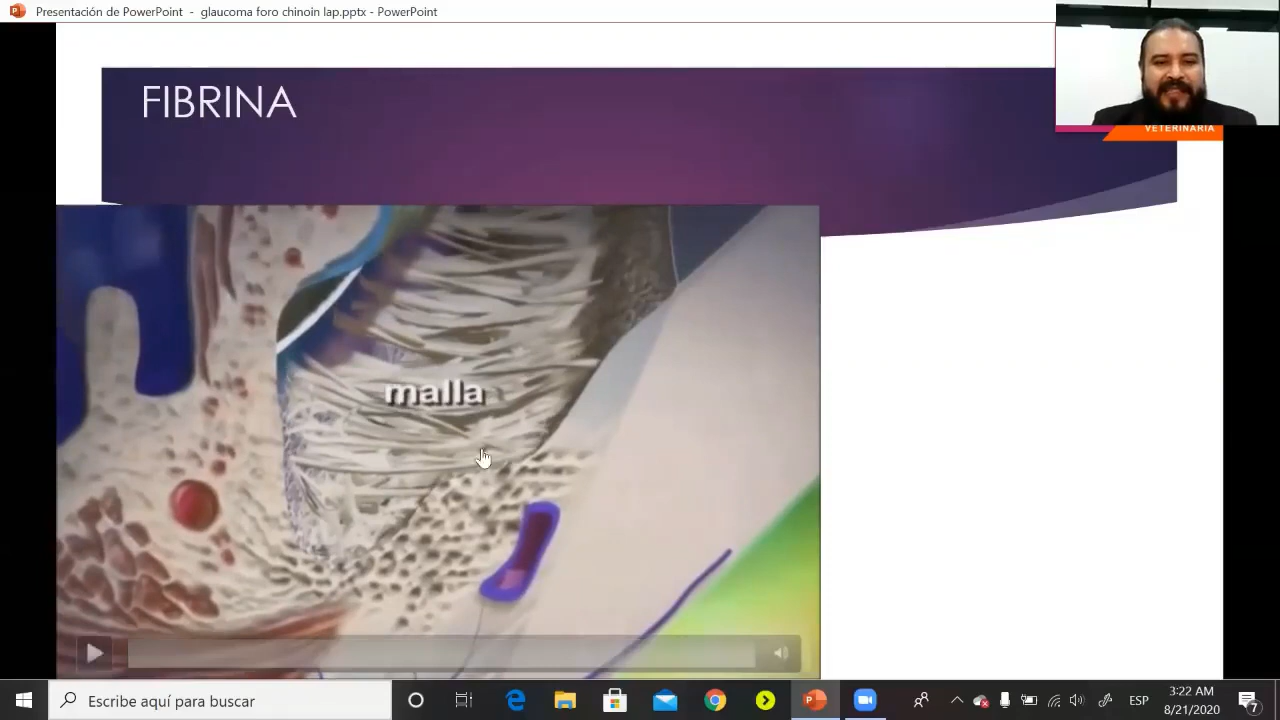 Presentación de PowerPoint - glaucoma foro chinoin lap.pptx - PowerPoint
VETERINARIA
FIBRINA
malla
Escribe aquí para buscar
ESP
3:22 AM
8/21/2020
7